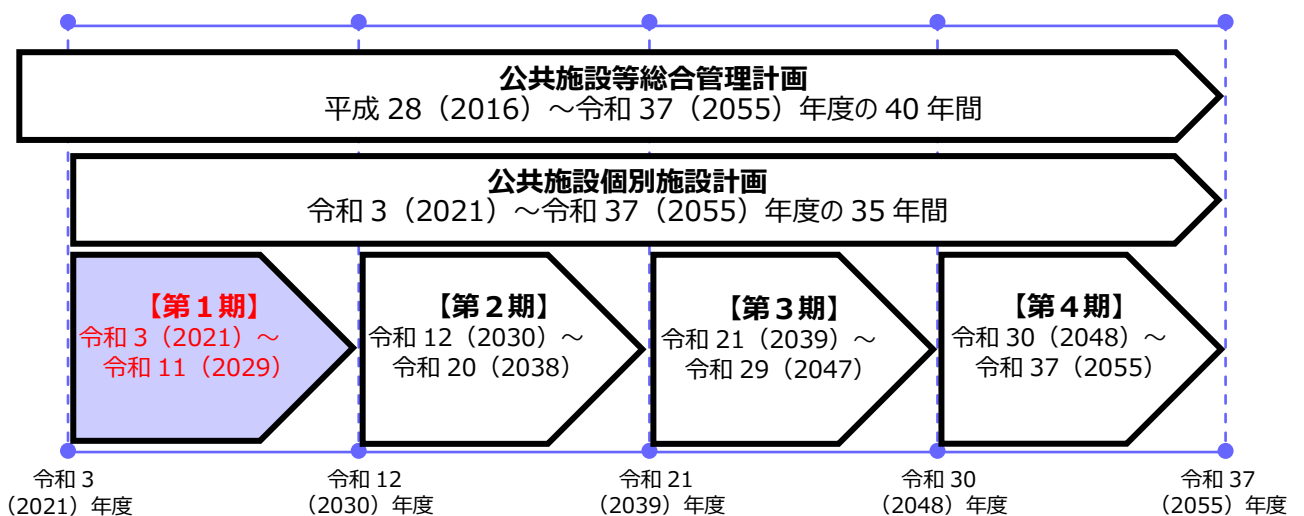 公共施設等総合管理計画
平成 28（2016）～令和 37（2055）年度の 40 年間
公共施設個別施設計画
令和 3（2021）～令和 37（2055）年度の 35 年間
【第１期】
令和 3（2021）～
令和 11（2029）
【第２期】
令和 12（2030）～
令和 20（2038）
【第３期】
令和 21（2039）～
令和 29（2047）
【第４期】
令和 30（2048）～
令和 37（2055）
令和 3
（2021）年度
令和 12
（2030）年度
令和 21
（2039）年度
令和 30
（2048）年度
令和 37
（2055）年度